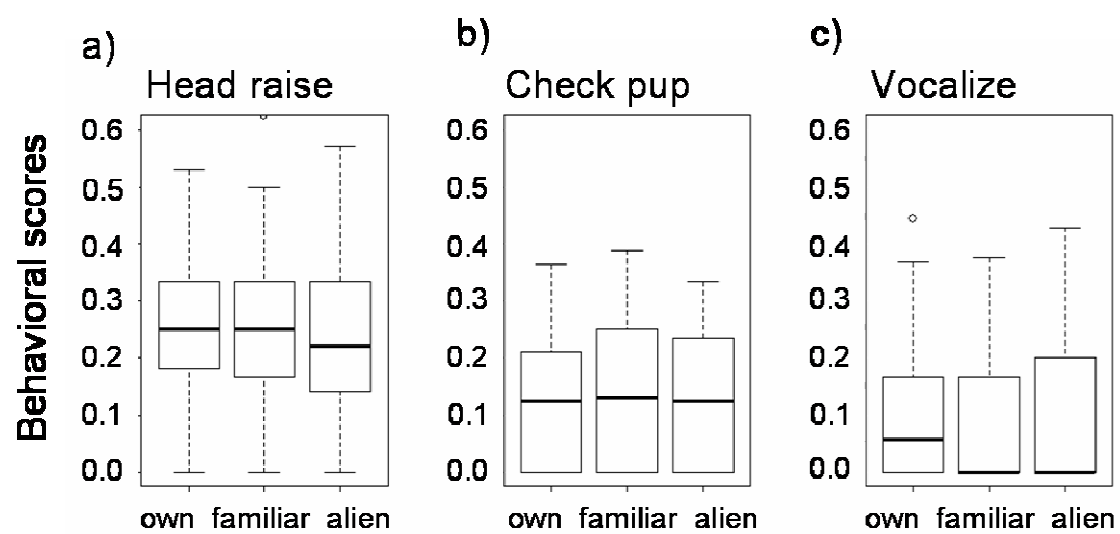 a)
Head raise
b)
Check pup
c)
Vocalize
Behavioral scores
0.6
0.5
0.4
0.3
0.2
0.1
0.0
own familiar alien
0.6
0.5
0.4
0.3
0.2
0.1
0.0
own familiar alien
0.6
0.5
0.4
0.3
0.2
0.1
0.0
own familiar alien